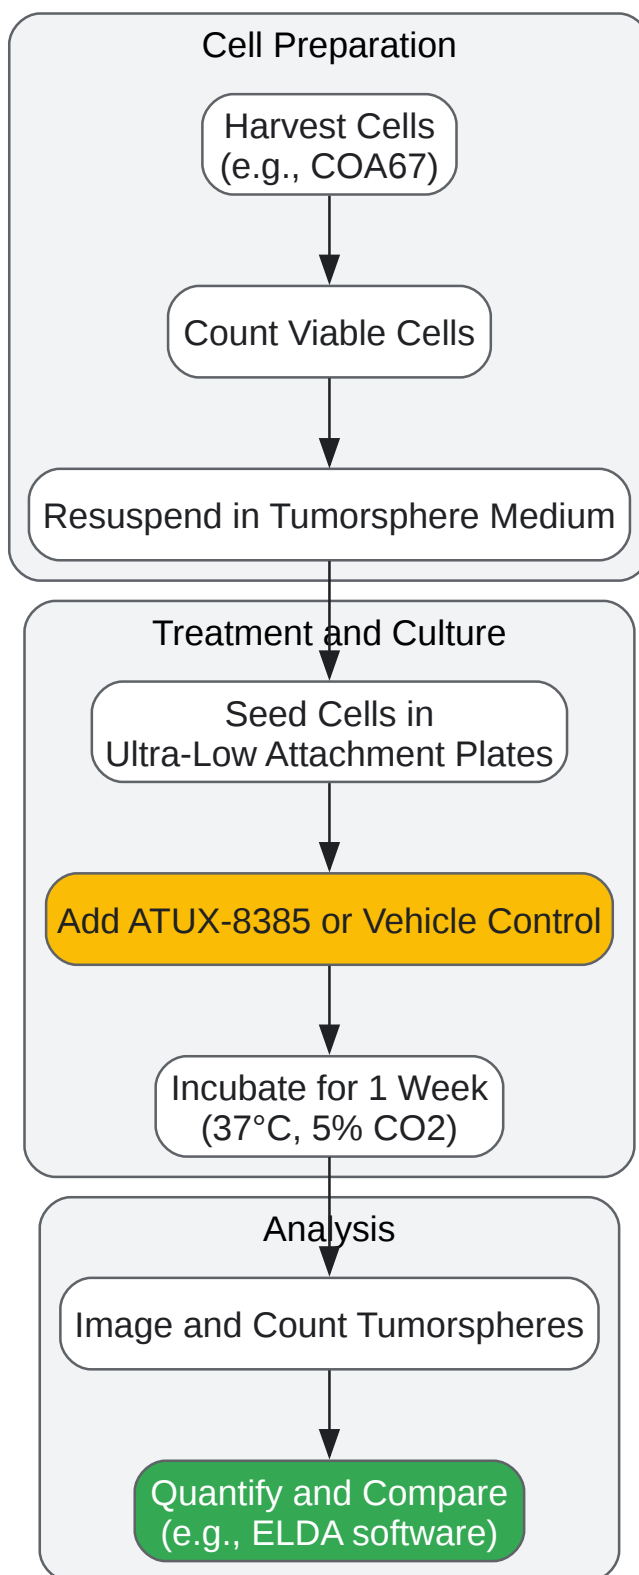 Cell Preparation
Harvest Cells
(e.g., COA67)
Count Viable Cells
Resuspend in Tumorsphere Medium
Treatment and Culture
Seed Cells in
Ultra-Low Attachment Plates
Add ATUX-8385 or Vehicle Control
Incubate for 1 Week
(37°C, 5% CO2)
Analysis
Image and Count Tumorspheres
Quantify and Compare
(e.g., ELDA software)